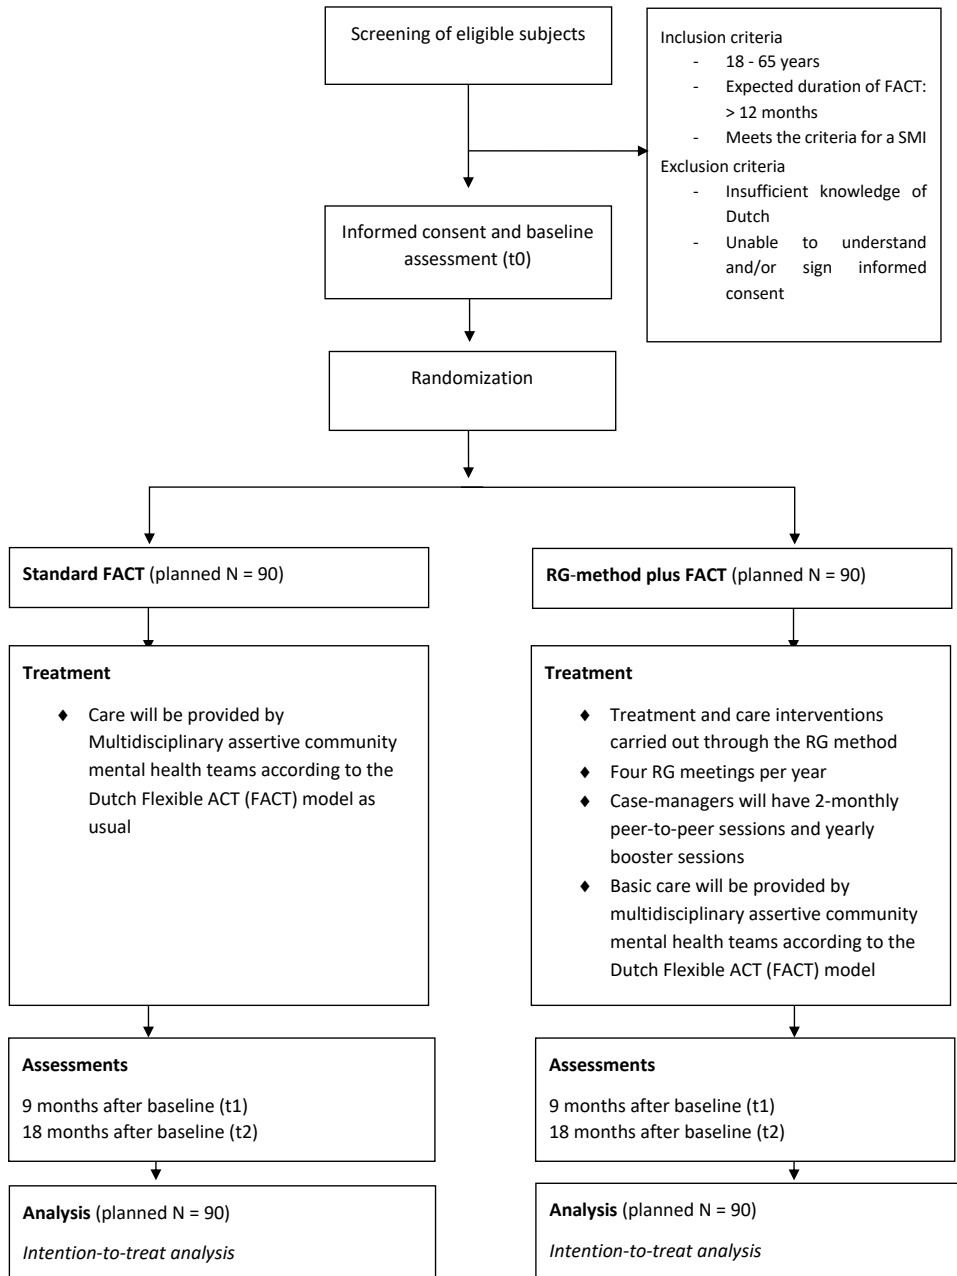 Screening of eligible subjects
Inclusion criteria
- 18 - 65 years
- Expected duration of FACT:
> 12 months
- Meets the criteria for a SMI
Exclusion criteria
- Insufficient knowledge of
Dutch
- Unable to understand
and/or sign informed
consent
Informed consent and baseline
assessment (t0)
Randomization
Standard FACT (planned N = 90)
Treatment
♦ Care will be provided by
Multidisciplinary assertive community
mental health teams according to the
Dutch Flexible ACT (FACT) model as
usual
Assessments
9 months after baseline (t1)
18 months after baseline (t2)
Analysis (planned N = 90)
Intention-to-treat analysis
RG-method plus FACT (planned N = 90)
Treatment
♦ Treatment and care interventions
carried out through the RG method
♦ Four RG meetings per year
♦ Case-managers will have 2-monthly
peer-to-peer sessions and yearly
booster sessions
♦ Basic care will be provided by
multidisciplinary assertive community
mental health teams according to the
Dutch Flexible ACT (FACT) model
Assessments
9 months after baseline (t1)
18 months after baseline (t2)
Analysis (planned N = 90)
Intention-to-treat analysis